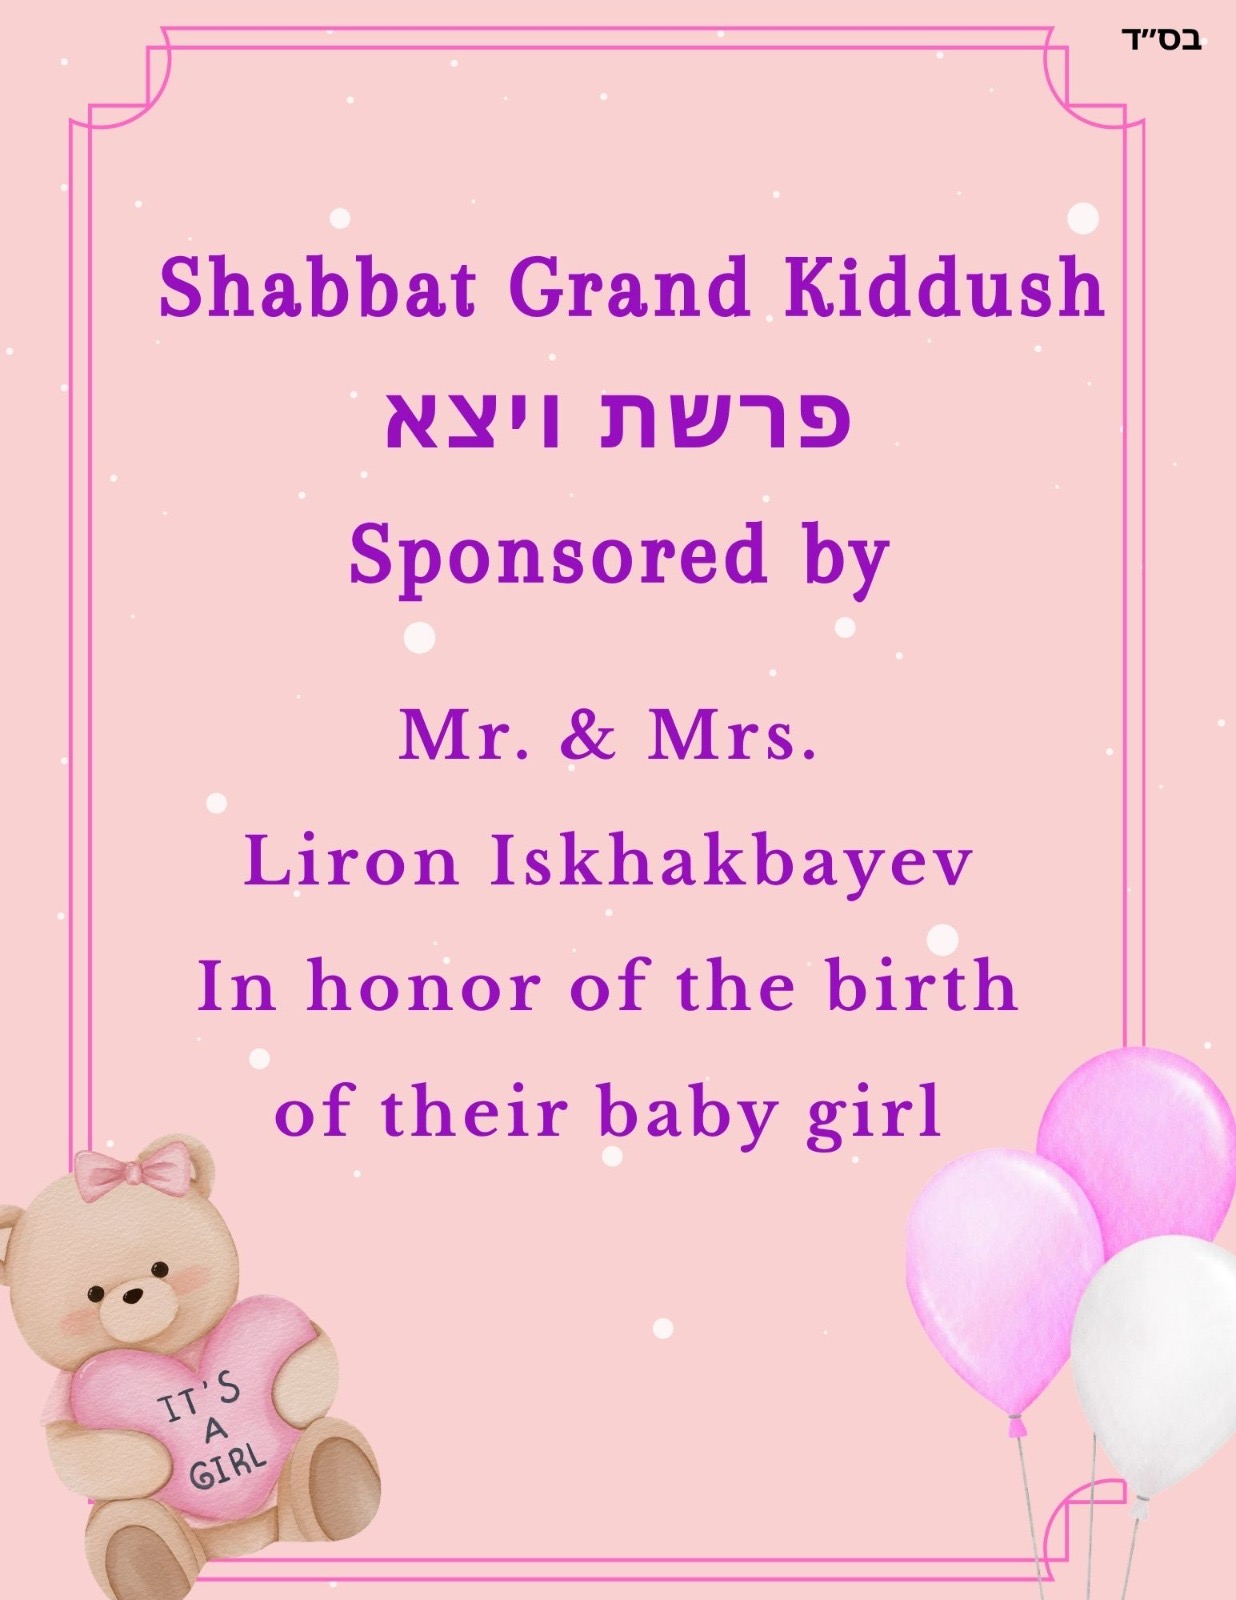 בס״ד
Shabbat Grand Kiddush
פרשת ויצא
Sponsored by
Mr. & Mrs.
Liron Iskhakbayev
In honor of the birth
of their baby girl
IT'S
A
GIRL